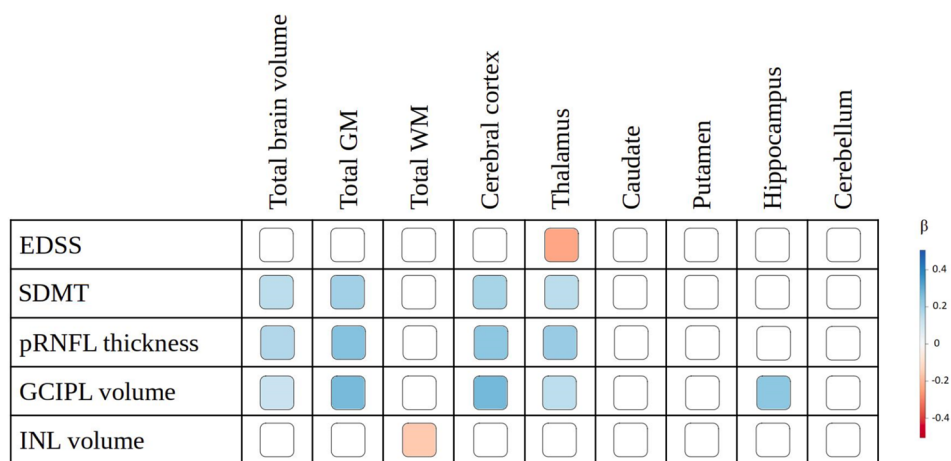 Total brain volume
Total GM
Total WM
Cerebral cortex
Thalamus
Caudate
Putamen
Hippocampus
Cerebellum
EDSS
SDMT
pRNFL thickness
GCIPL volume
INL volume
β
0.4
0.2
0
-0.2
-0.4